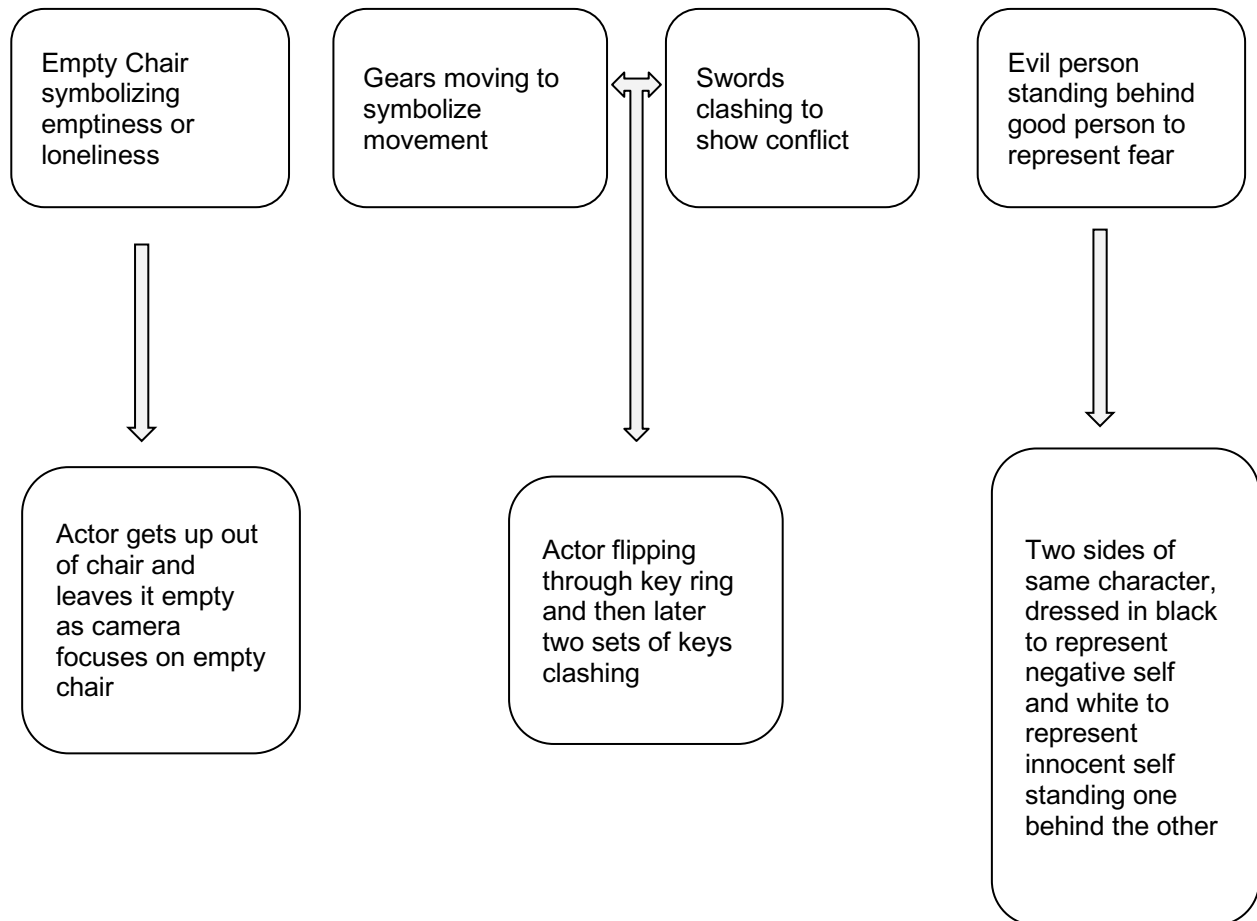 Empty Chair
symbolizing
emptiness or
loneliness
Gears moving to
symbolize
movement
Swords
clashing to
show conflict
Evil person
standing behind
good person to
represent fear
Actor gets up out
of chair and
leaves it empty
as camera
focuses on empty
chair
Actor flipping
through key ring
and then later
two sets of keys
clashing
Two sides of
same character,
dressed in black
to represent
negative self
and white to
represent
innocent self
standing one
behind the other